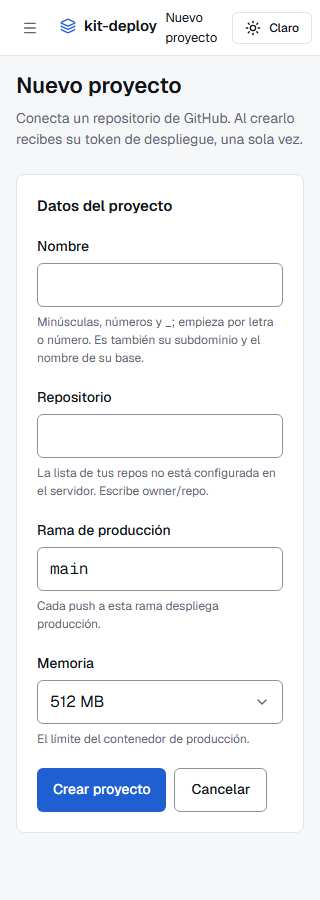 kit-deploy
Nuevo
proyecto
Claro
Nuevo proyecto
Conecta un repositorio de GitHub. Al crearlo
recibes su token de despliegue, una sola vez.
Datos del proyecto
Nombre
Minúsculas, números y _; empieza por letra
o número. Es también su subdominio y el
nombre de su base.
Repositorio
La lista de tus repos no está configurada en
el servidor. Escribe owner/repo.
Rama de producción
main
Cada push a esta rama despliega
producción.
Memoria
512 MB
El límite del contenedor de producción.
Crear proyecto
Cancelar